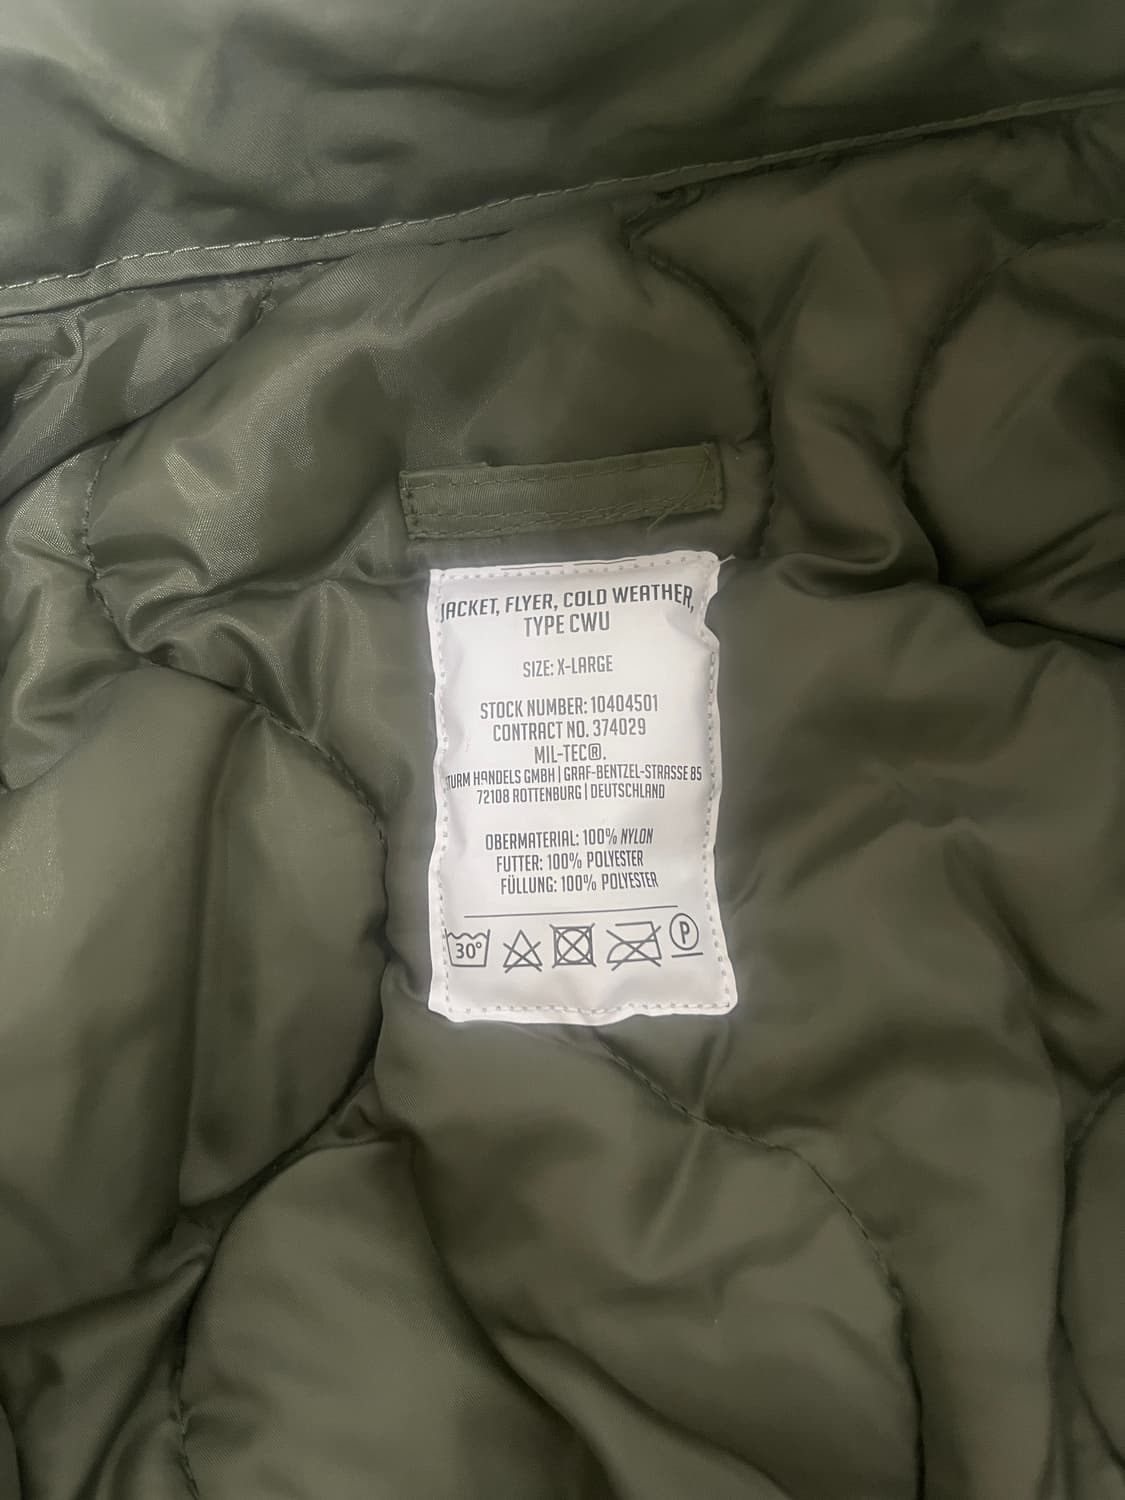 JACKET, FLYER, COLD WEATHER,
TYPE CWU
SIZE: X-LARGE
STOCK NUMBER: 10404501
CONTRACT NO. 374029
MIL-TEC®.
TURM HANDELS GMBH | GRAF-BENTZEL-STRASSE 85
72108 ROTTENBURG | DEUTSCHLAND
OBERMATERIAL: 100% NYLON
FUTTER: 100% POLYESTER
FÜLLUNG: 100% POLYESTER
30° P